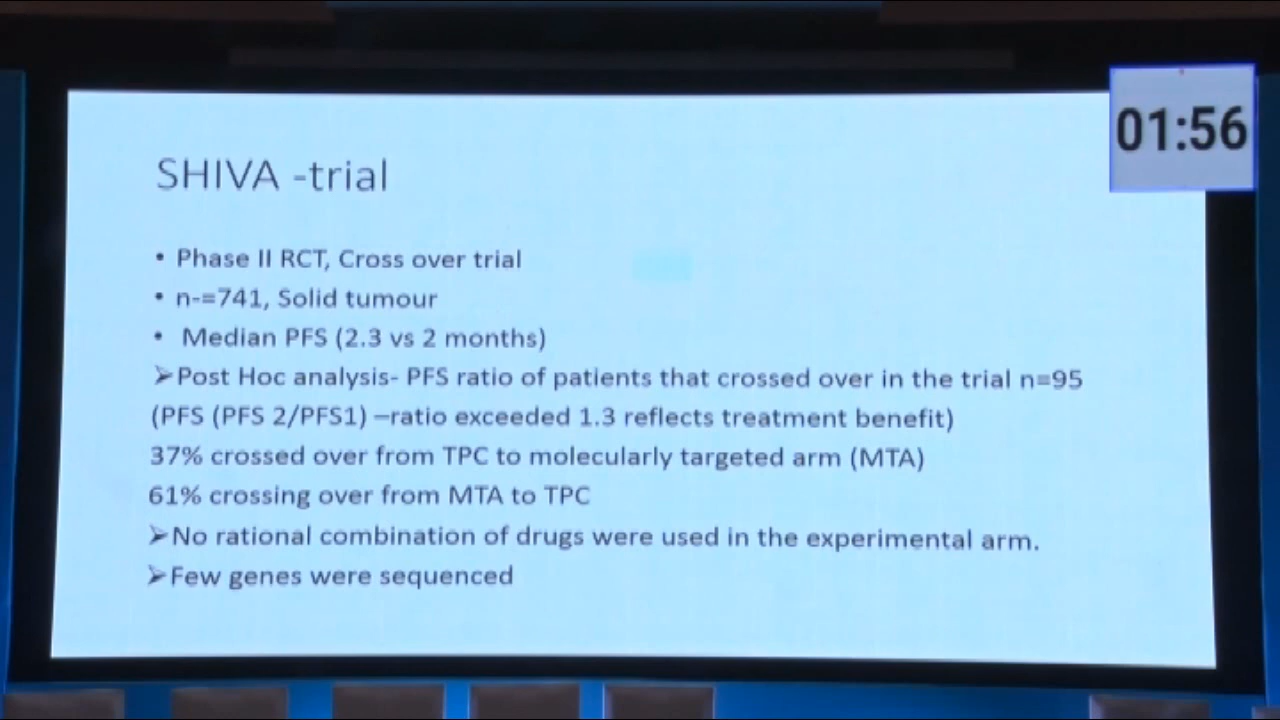 01:56
SHIVA -trial
• Phase II RCT, Cross over trial
• n-=741, Solid tumour
• Median PFS (2.3 vs 2 months)
➢Post Hoc analysis- PFS ratio of patients that crossed over in the trial n=95
(PFS (PFS 2/PFS1) –ratio exceeded 1.3 reflects treatment benefit)
37% crossed over from TPC to molecularly targeted arm (MTA)
61% crossing over from MTA to TPC
➢No rational combination of drugs were used in the experimental arm.
➢Few genes were sequenced